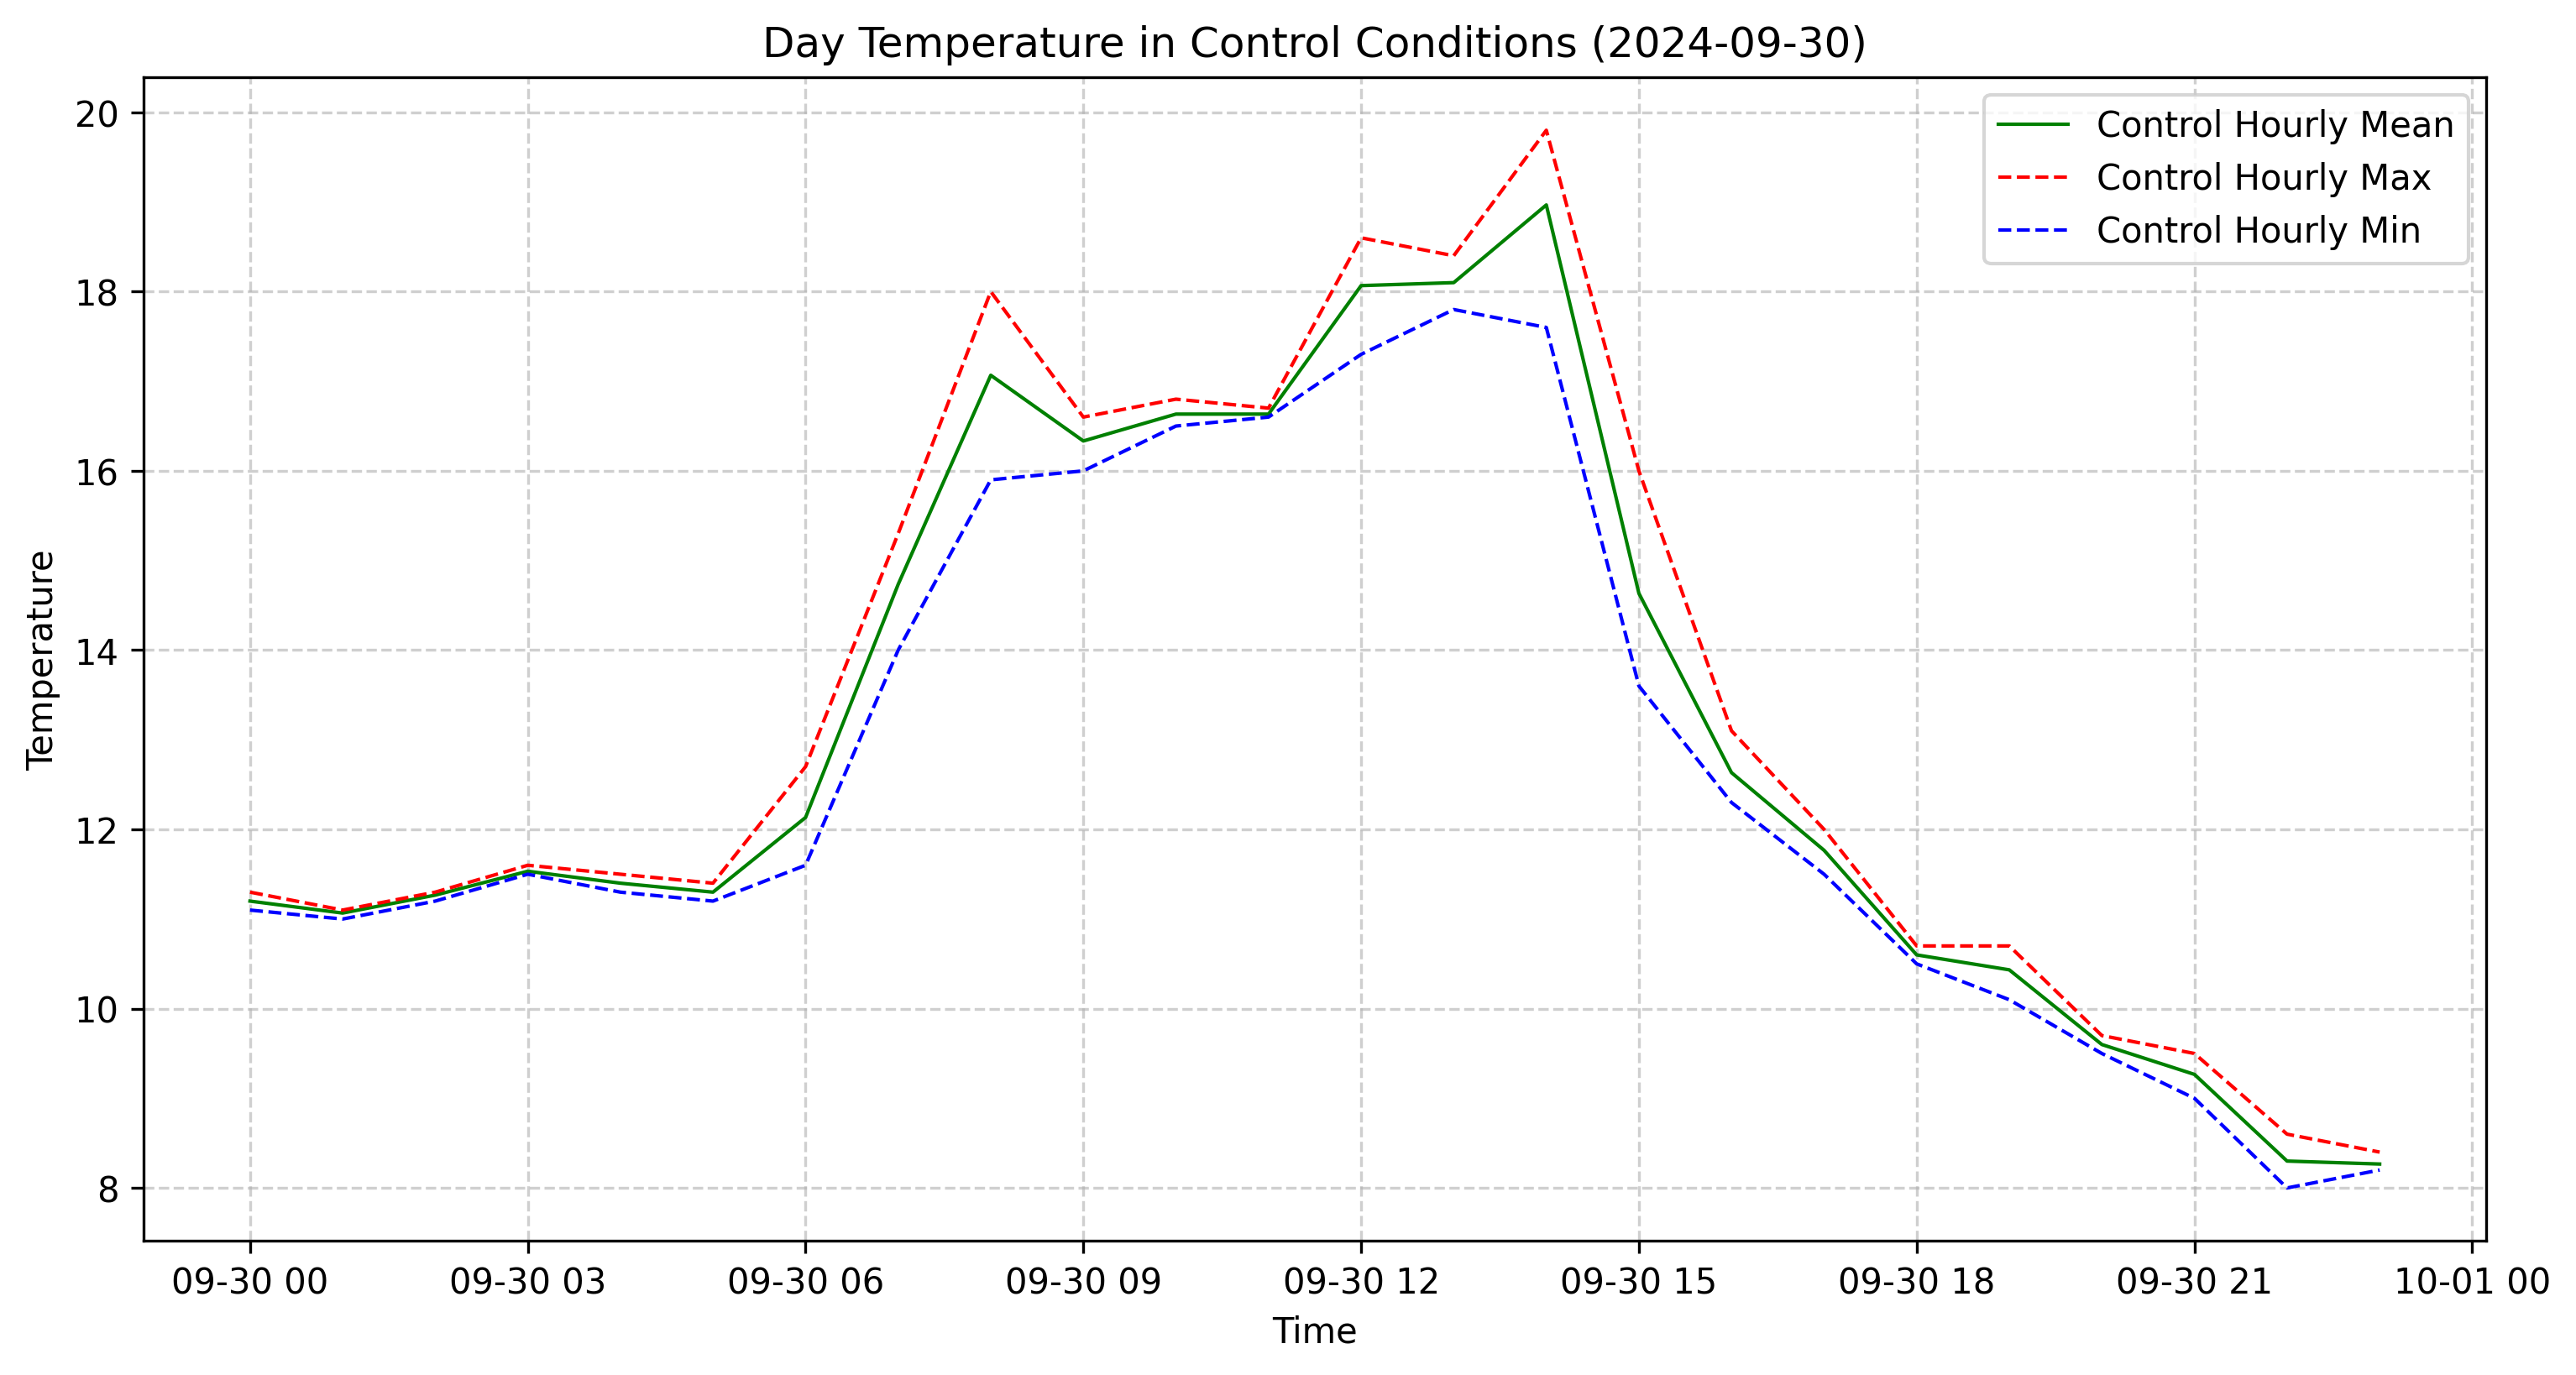 Day Temperature in Control Conditions (2024-09-30)
Control Hourly Mean
Control Hourly Max
Control Hourly Min
Temperature
20
18
16
14
12
10
8
09-30 00 09-30 03 09-30 06 09-30 09 09-30 12 09-30 15 09-30 18 09-30 21 10-01 00
Time